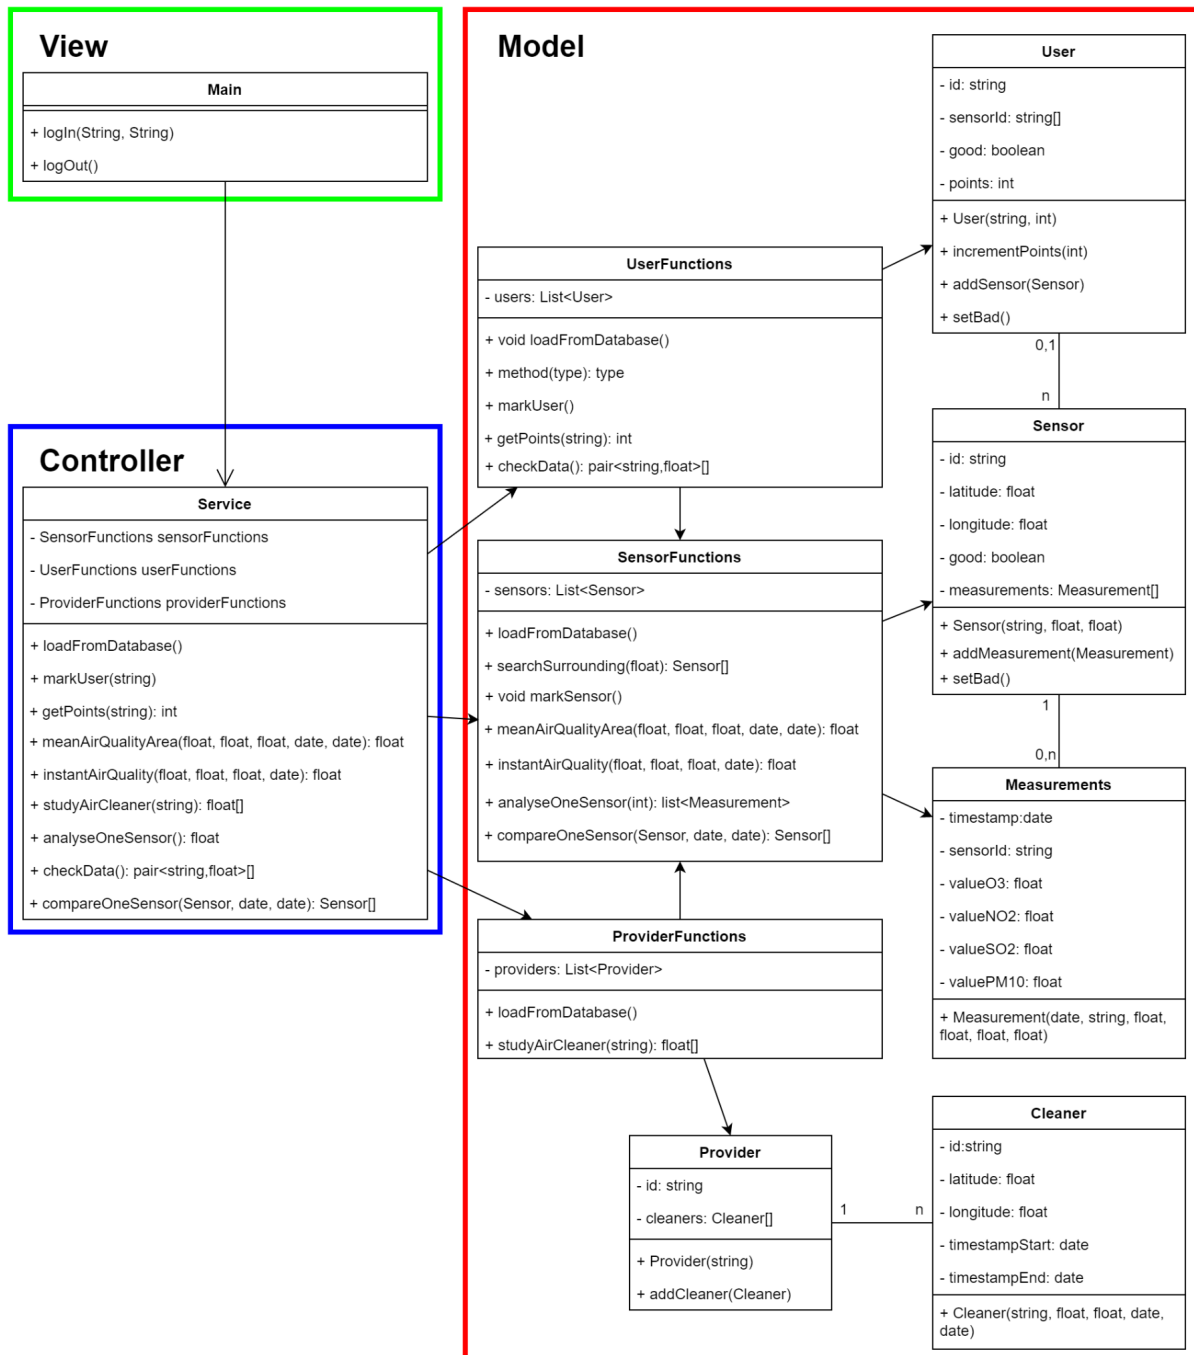 View
Main
+ logIn(String, String)
+ logOut()
Controller
Service
- SensorFunctions sensorFunctions
- UserFunctions userFunctions
- ProviderFunctions providerFunctions
+ loadFromDatabase()
+ markUser(string)
+ getPoints(string): int
+ meanAirQualityArea(float, float, float, date, date): float
+ instantAirQuality(float, float, float, date): float
+ studyAirCleaner(string): float[]
+ analyseOneSensor(): float
+ checkData(): pair<string,float>[]
+ compareOneSensor(Sensor, date, date): Sensor[]
Model
UserFunctions
- users: List<User>
+ void loadFromDatabase()
+ method(type): type
+ markUser()
+ getPoints(string): int
+ checkData(): pair<string,float>[]
SensorFunctions
- sensors: List<Sensor>
+ loadFromDatabase()
+ searchSurrounding(float): Sensor[]
+ void markSensor()
+ meanAirQualityArea(float, float, float, date, date): float
+ instantAirQuality(float, float, float, date): float
+ analyseOneSensor(int): list<Measurement>
+ compareOneSensor(Sensor, date, date): Sensor[]
ProviderFunctions
- providers: List<Provider>
+ loadFromDatabase()
+ studyAirCleaner(string): float[]
Provider
- id: string
- cleaners: Cleaner[]
+ Provider(string)
+ addCleaner(Cleaner)
1
n
User
- id: string
- sensorId: string[]
- good: boolean
- points: int
+ User(string, int)
+ incrementPoints(int)
+ addSensor(Sensor)
+ setBad()
0,1
n
Sensor
- id: string
- latitude: float
- longitude: float
- good: boolean
- measurements: Measurement[]
+ Sensor(string, float, float)
+ addMeasurement(Measurement)
+ setBad()
1
0,n
Measurements
- timestamp:date
- sensorId: string
- valueO3: float
- valueNO2: float
- valueSO2: float
- valuePM10: float
+ Measurement(date, string, float,
float, float, float)
Cleaner
- id:string
- latitude: float
- longitude: float
- timestampStart: date
- timestampEnd: date
+ Cleaner(string, float, float, date,
date)